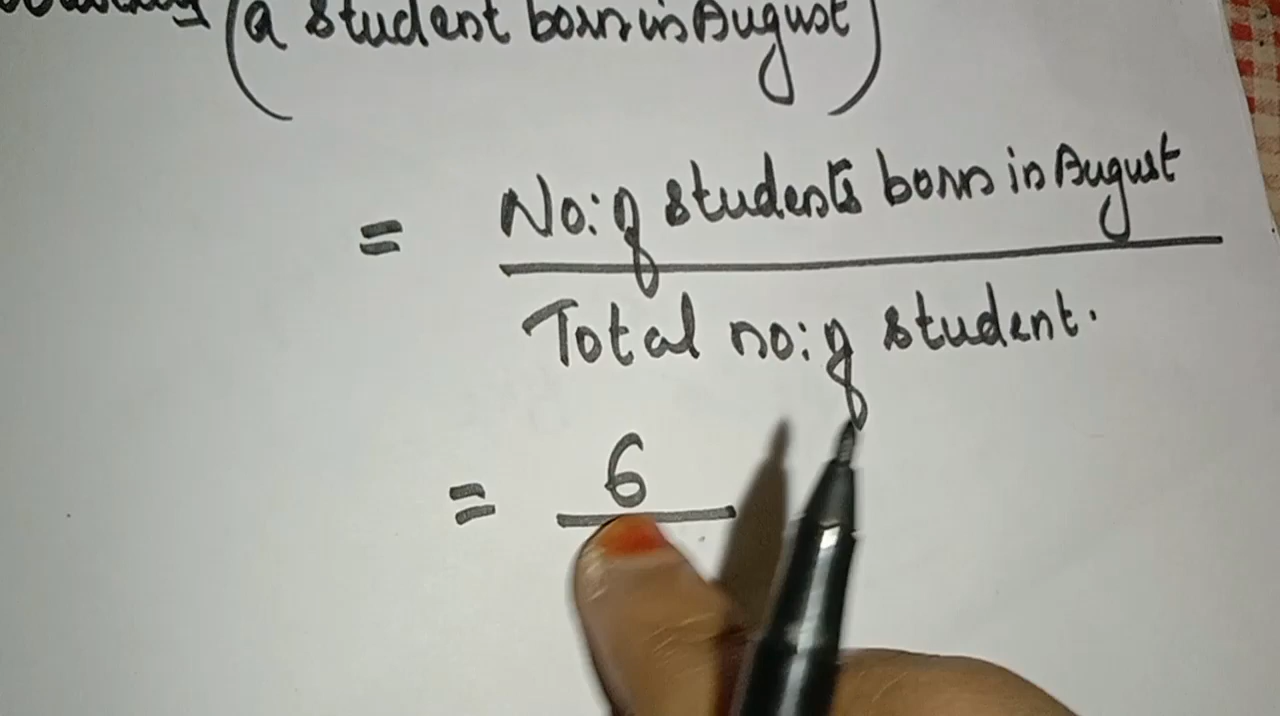 (a student born in August)
= No: of students born in August
Total no: of student.
= 6